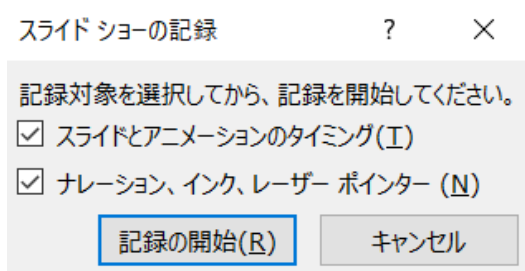 スライド ショーの記録 ? ×
記録対象を選択してから、記録を開始してください。
スライドとアニメーションのタイミング(T)
ナレーション、インク、レーザー ポインター (N)
記録の開始(R) キャンセル